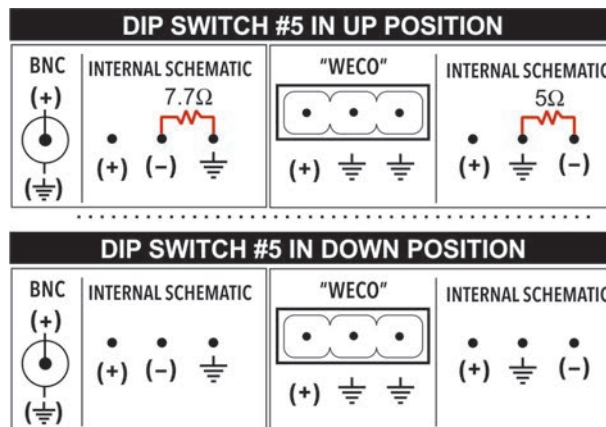 DIP SWITCH #5 IN UP POSITION
BNC
INTERNAL SCHEMATIC
"WECO"
INTERNAL SCHEMATIC
(+)
7.7Ω
5Ω
(+) (−)
(+)
(+)
(−)
DIP SWITCH #5 IN DOWN POSITION
BNC
INTERNAL SCHEMATIC
"WECO"
INTERNAL SCHEMATIC
(+)
(+) (−)
(+)
(+)
(−)